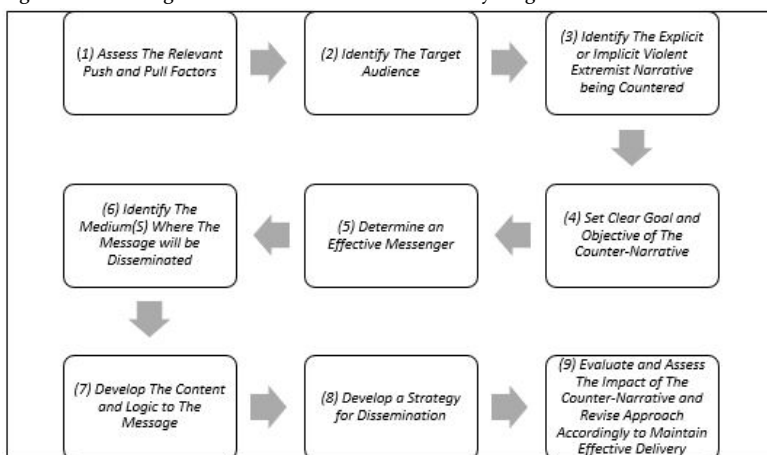 (1) Assess The Relevant
Push and Pull Factors
(2) Identify The Target
Audience
(3) Identify The Explicit
or Implicit Violent
Extremist Narrative
being Countered
(4) Set Clear Goal and
Objective of The
Counter-Narrative
(5) Determine an
Effective Messenger
(6) Identify The
Medium(S) Where The
Message will be
Disseminated
(7) Develop The Content
and Logic to The
Message
(8) Develop a Strategy
for Dissemination
(9) Evaluate and Assess
The Impact of The
Counter-Narrative and
Revise Approach
Accordingly to Maintain
Effective Delivery